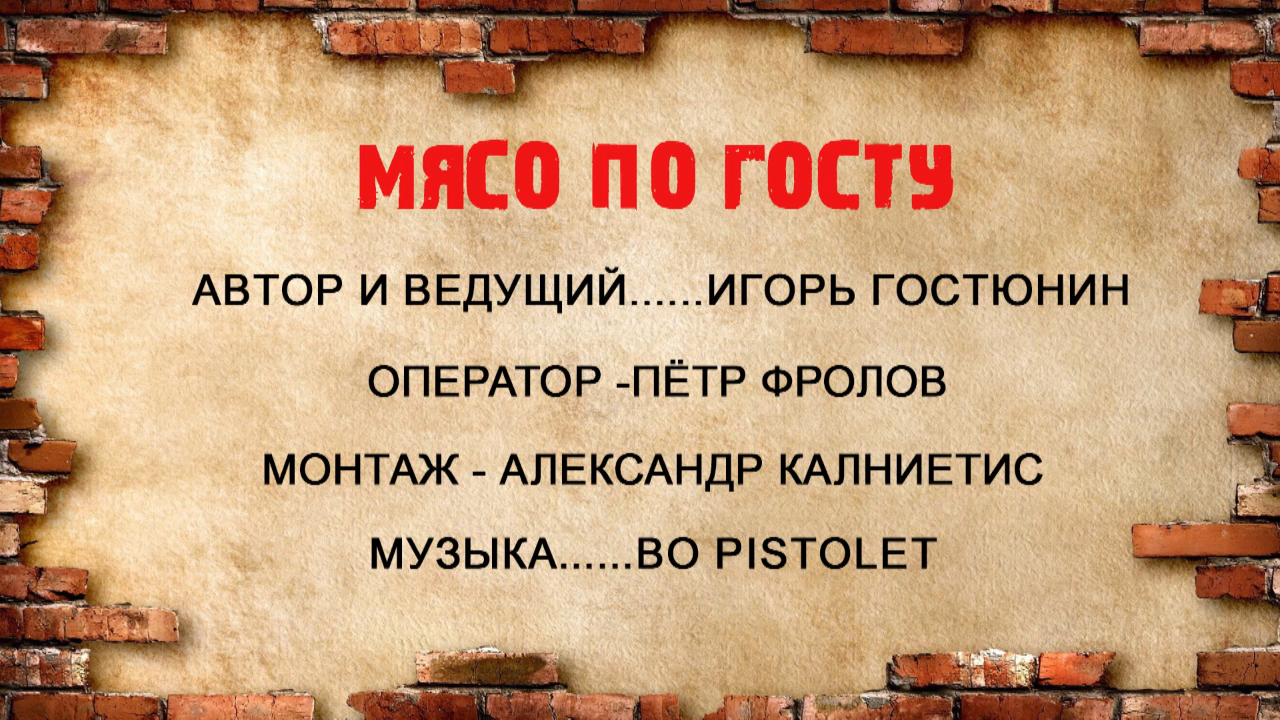 МЯСО ПО ГОСТУ
АВТОР И ВЕДУЩИЙ......ИГОРЬ ГОСТЮНИН
ОПЕРАТОР -ПЁТР ФРОЛОВ
МОНТАЖ - АЛЕКСАНДР КАЛНИЕТИС
МУЗЫКА......BO PISTOLET